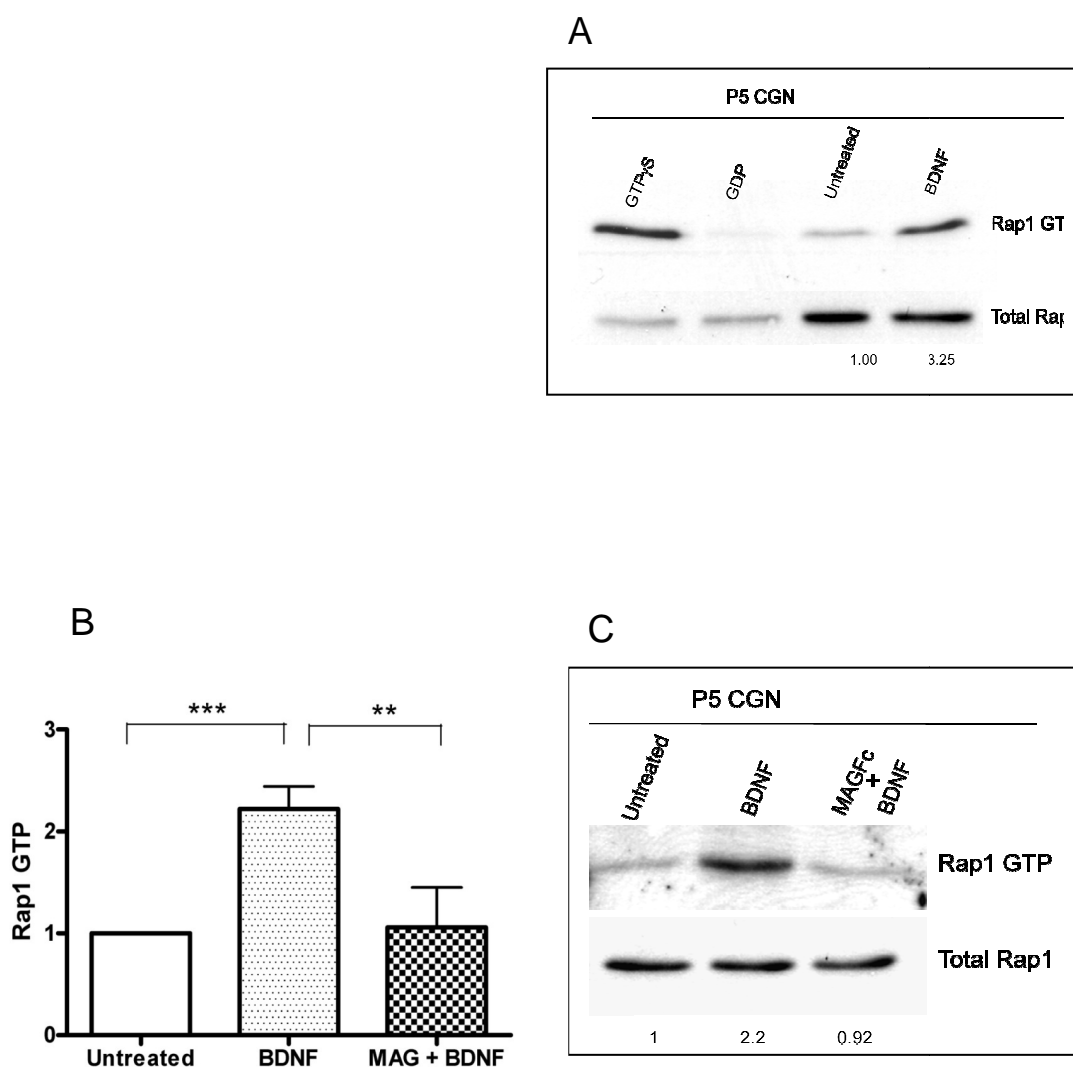 A
P5 CGN
GTPγS GDP Untreated BDNF
Rap1 GT
Total Rap
1.00 3.25
B
*** **
3
2
1
0
Rap1 GTP
Untreated BDNF MAG + BDNF
C
P5 CGN
Untreated BDNF MAGFc + BDNF
Rap1 GTP
Total Rap1
1 2.2 0.92